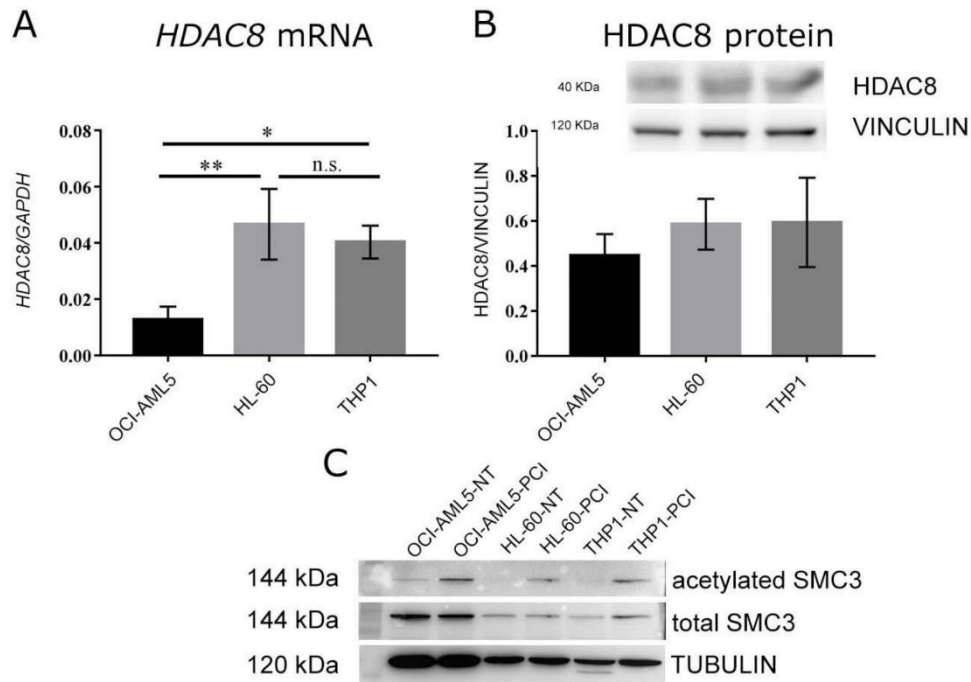 A
HDAC8 mRNA
HDAC8/GAPDH
0.08
0.06
0.04
0.02
0.00
*
**
n.s.
OCI-AML5
HL-60
THP1
B
HDAC8 protein
40 KDa
HDAC8
120 KDa
VINCULIN
HDAC8/VINCULIN
1.0
0.8
0.6
0.4
0.2
0.0
OCI-AML5
HL-60
THP1
C
OCI-AML5-NT
OCI-AML5-PCI
HL-60-NT
HL-60-PCI
THP1-NT
THP1-PCI
144 kDa
acetylated SMC3
144 kDa
total SMC3
120 kDa
TUBULIN